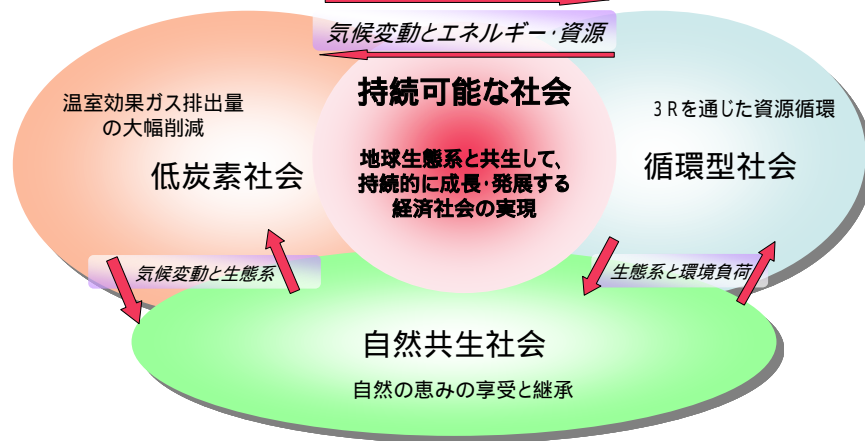 気候変動とエネルギー・資源
持続可能な社会
地球生態系と共生して、
持続的に成長・発展する
経済社会の実現
温室効果ガス排出量
の大幅削減
低炭素社会
3Rを通じた資源循環
循環型社会
気候変動と生態系
生態系と環境負荷
自然共生社会
自然の恵みの享受と継承